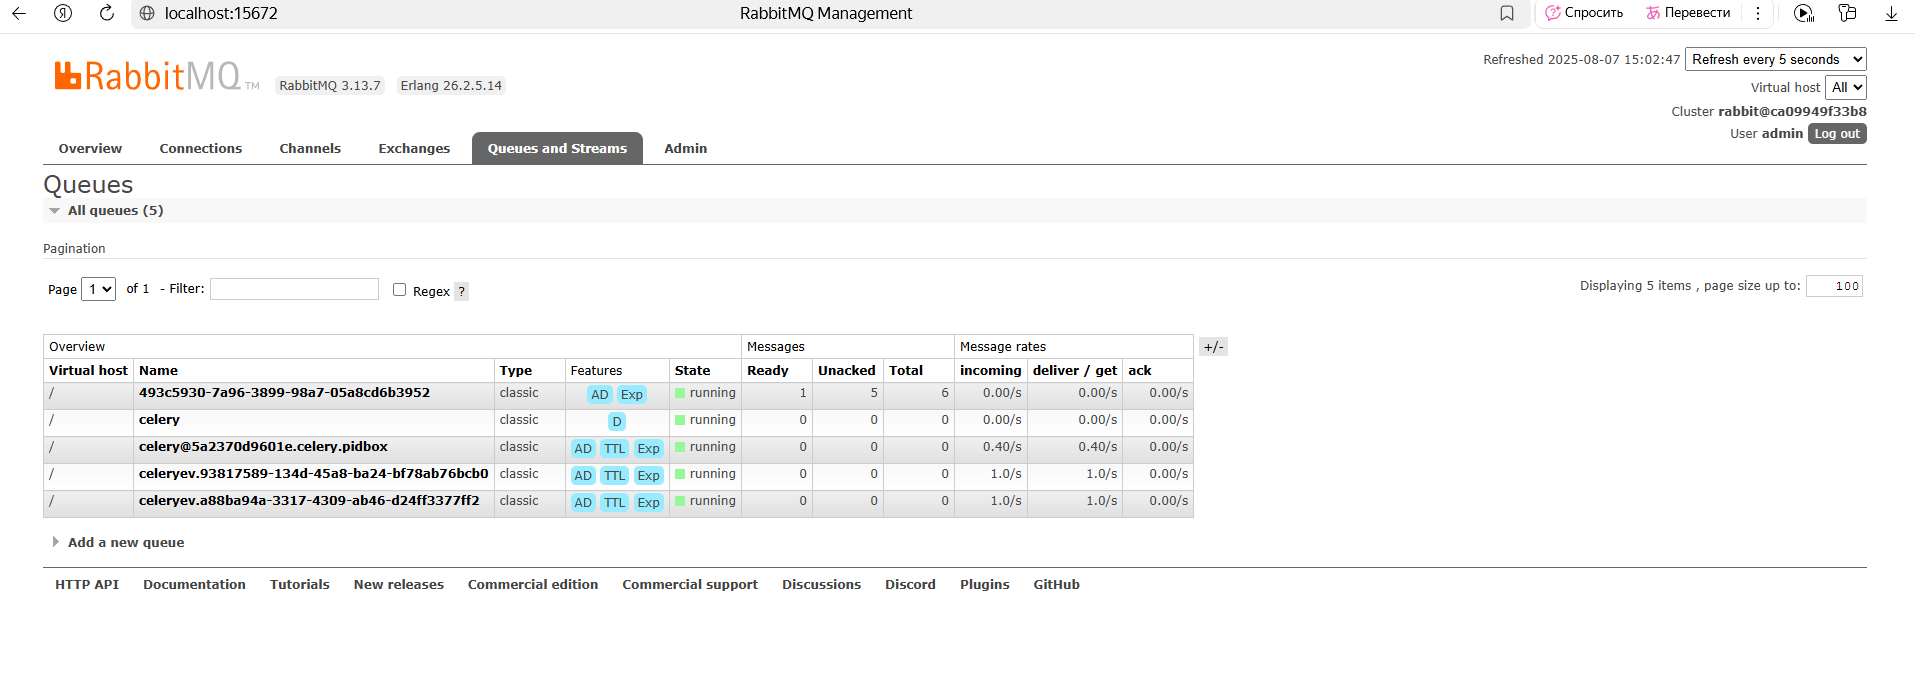 localhost:15672
RabbitMQ Management
Спросить
Перевести
RabbitMQ TM
RabbitMQ 3.13.7
Erlang 26.2.5.14
Refreshed 2025-08-07 15:02:47 Refresh every 5 seconds
Virtual host All
Cluster rabbit@ca09949f33b8
User admin Log out
Overview Connections Channels Exchanges Queues and Streams Admin
Queues
All queues (5)
Pagination
Page 1 of 1 - Filter: Regex ?
Displaying 5 items , page size up to: 100
Overview Messages Message rates +/-
Virtual host Name Type Features State Ready Unacked Total incoming deliver / get ack
/ 493c5930-7a96-3899-98a7-05a8cd6b3952 classic AD Exp running 1 5 6 0.00/s 0.00/s 0.00/s
/ celery classic D running 0 0 0 0.00/s 0.00/s 0.00/s
/ celery@5a2370d9601e.celery.pidbox classic AD TTL Exp running 0 0 0 0.40/s 0.40/s 0.00/s
/ celeryev.93817589-134d-45a8-ba24-bf78ab76bcb0 classic AD TTL Exp running 0 0 0 1.0/s 1.0/s 0.00/s
/ celeryev.a88ba94a-3317-4309-ab46-d24ff3377ff2 classic AD TTL Exp running 0 0 0 1.0/s 1.0/s 0.00/s
Add a new queue
HTTP API Documentation Tutorials New releases Commercial edition Commercial support Discussions Discord Plugins GitHub